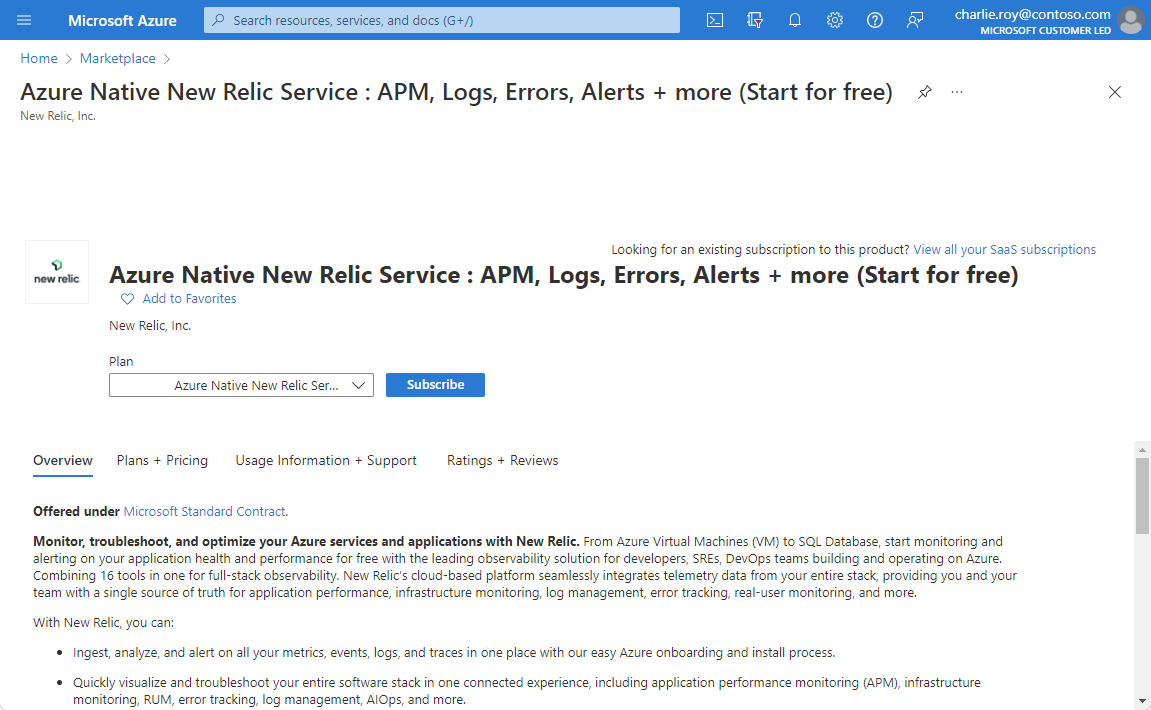 Microsoft Azure
Search resources, services, and docs (G+/)
charlie.roy@contoso.com
MICROSOFT CUSTOMER LED
Home > Marketplace >
Azure Native New Relic Service : APM, Logs, Errors, Alerts + more (Start for free)
New Relic, Inc.
Looking for an existing subscription to this product? View all your SaaS subscriptions
new relic
Azure Native New Relic Service : APM, Logs, Errors, Alerts + more (Start for free)
Add to Favorites
New Relic, Inc.
Plan
Azure Native New Relic Ser...
Subscribe
Overview
Plans + Pricing
Usage Information + Support
Ratings + Reviews
Offered under Microsoft Standard Contract.
Monitor, troubleshoot, and optimize your Azure services and applications with New Relic. From Azure Virtual Machines (VM) to SQL Database, start monitoring and
alerting on your application health and performance for free with the leading observability solution for developers, SREs, DevOps teams building and operating on Azure.
Combining 16 tools in one for full-stack observability. New Relic's cloud-based platform seamlessly integrates telemetry data from your entire stack, providing you and your
team with a single source of truth for application performance, infrastructure monitoring, log management, error tracking, real-user monitoring, and more.
With New Relic, you can:
• Ingest, analyze, and alert on all your metrics, events, logs, and traces in one place with our easy Azure onboarding and install process.
• Quickly visualize and troubleshoot your entire software stack in one connected experience, including application performance monitoring (APM), infrastructure
monitoring, RUM, error tracking, log management, AIOps, and more.